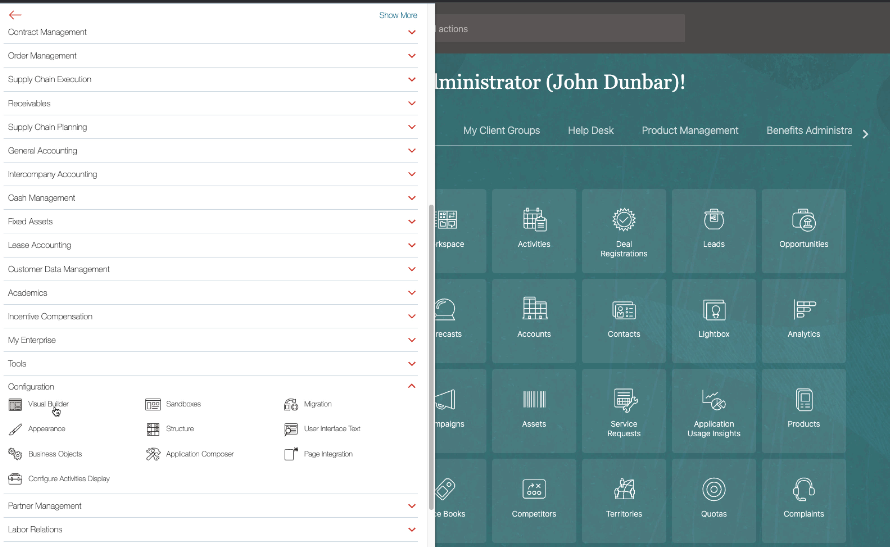 Show More
Contract Management
Order Management
Supply Chain Execution
Receivables
Supply Chain Planning
General Accounting
Intercompany Accounting
Cash Management
Fixed Assets
Lease Accounting
Customer Data Management
Academics
Incentive Compensation
My Enterprise
Tools
Configuration
Visual Builder
Sandboxes
Migration
Appearance
Structure
User Interface Text
Business Objects
Application Composer
Page Integration
Configure Activities Display
Partner Management
Labor Relations
actions
ministrator (John Dunbar)!
My Client Groups
Help Desk
Product Management
Benefits Administra
rkspace
Activities
Deal
Registrations
Leads
Opportunities
recasts
Accounts
Contacts
Lightbox
Analytics
mpaigns
Assets
Service
Requests
Application
Usage Insights
Products
ce Books
Competitors
Territories
Quotas
Complaints